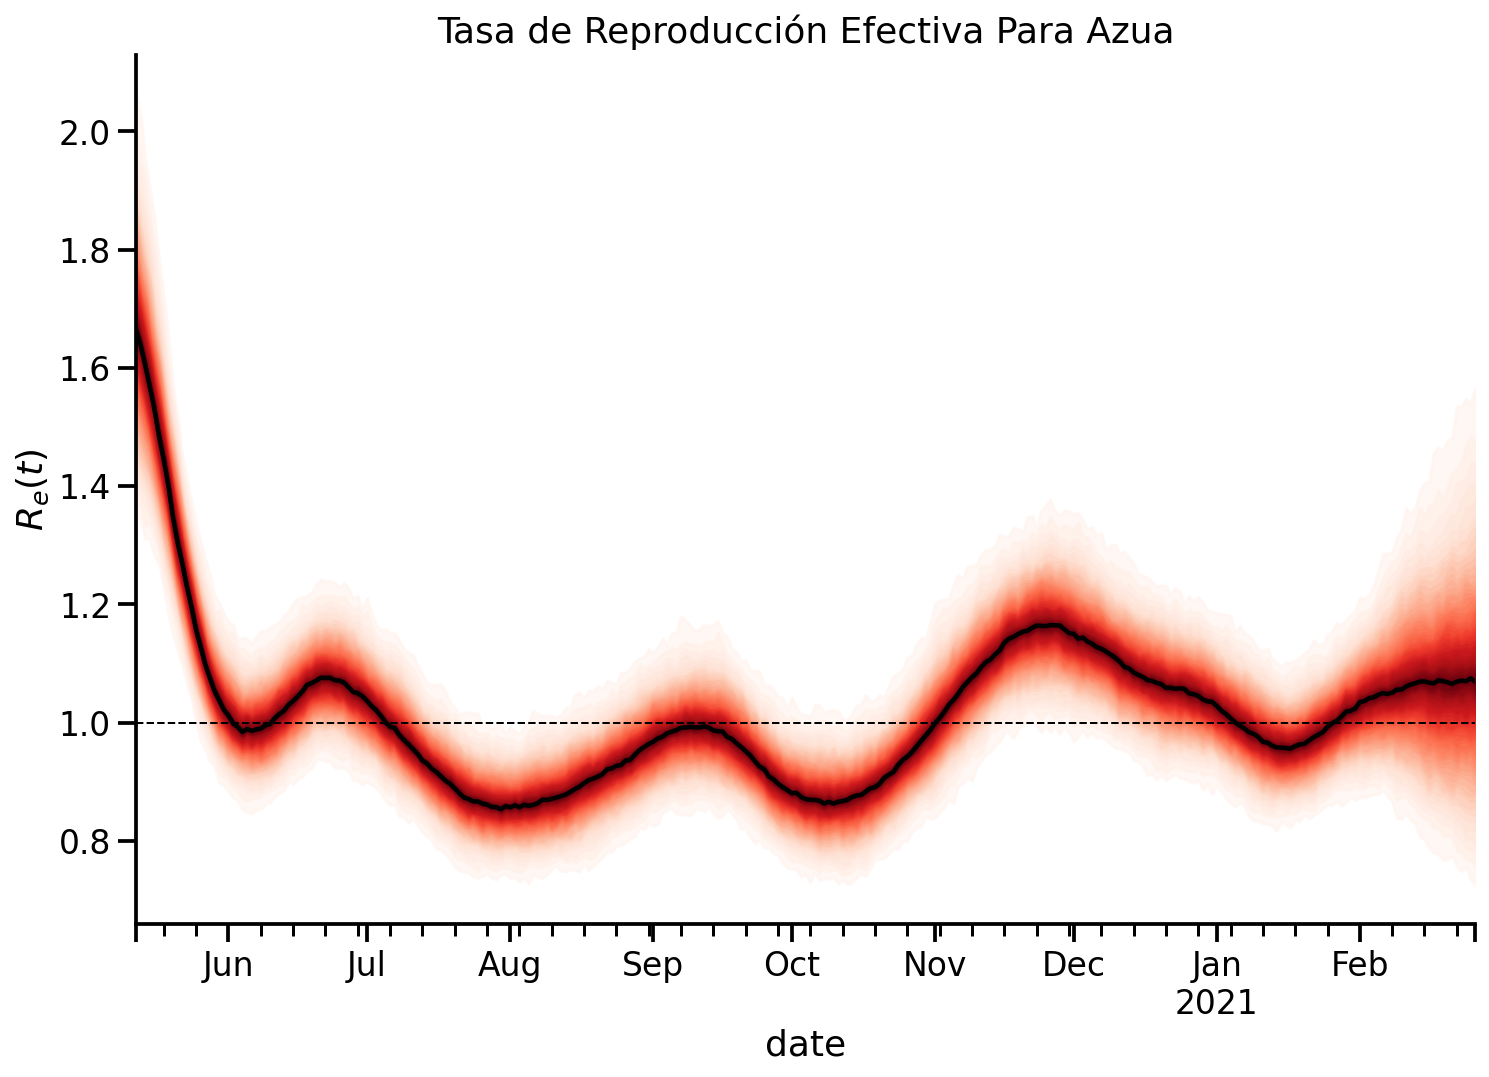 Tasa de Reproducción Efectiva Para Azua
2.0
1.8
1.6
1.4
1.2
1.0
0.8
Re(t)
Jun Jul Aug Sep Oct Nov Dec Jan Feb
2021
date